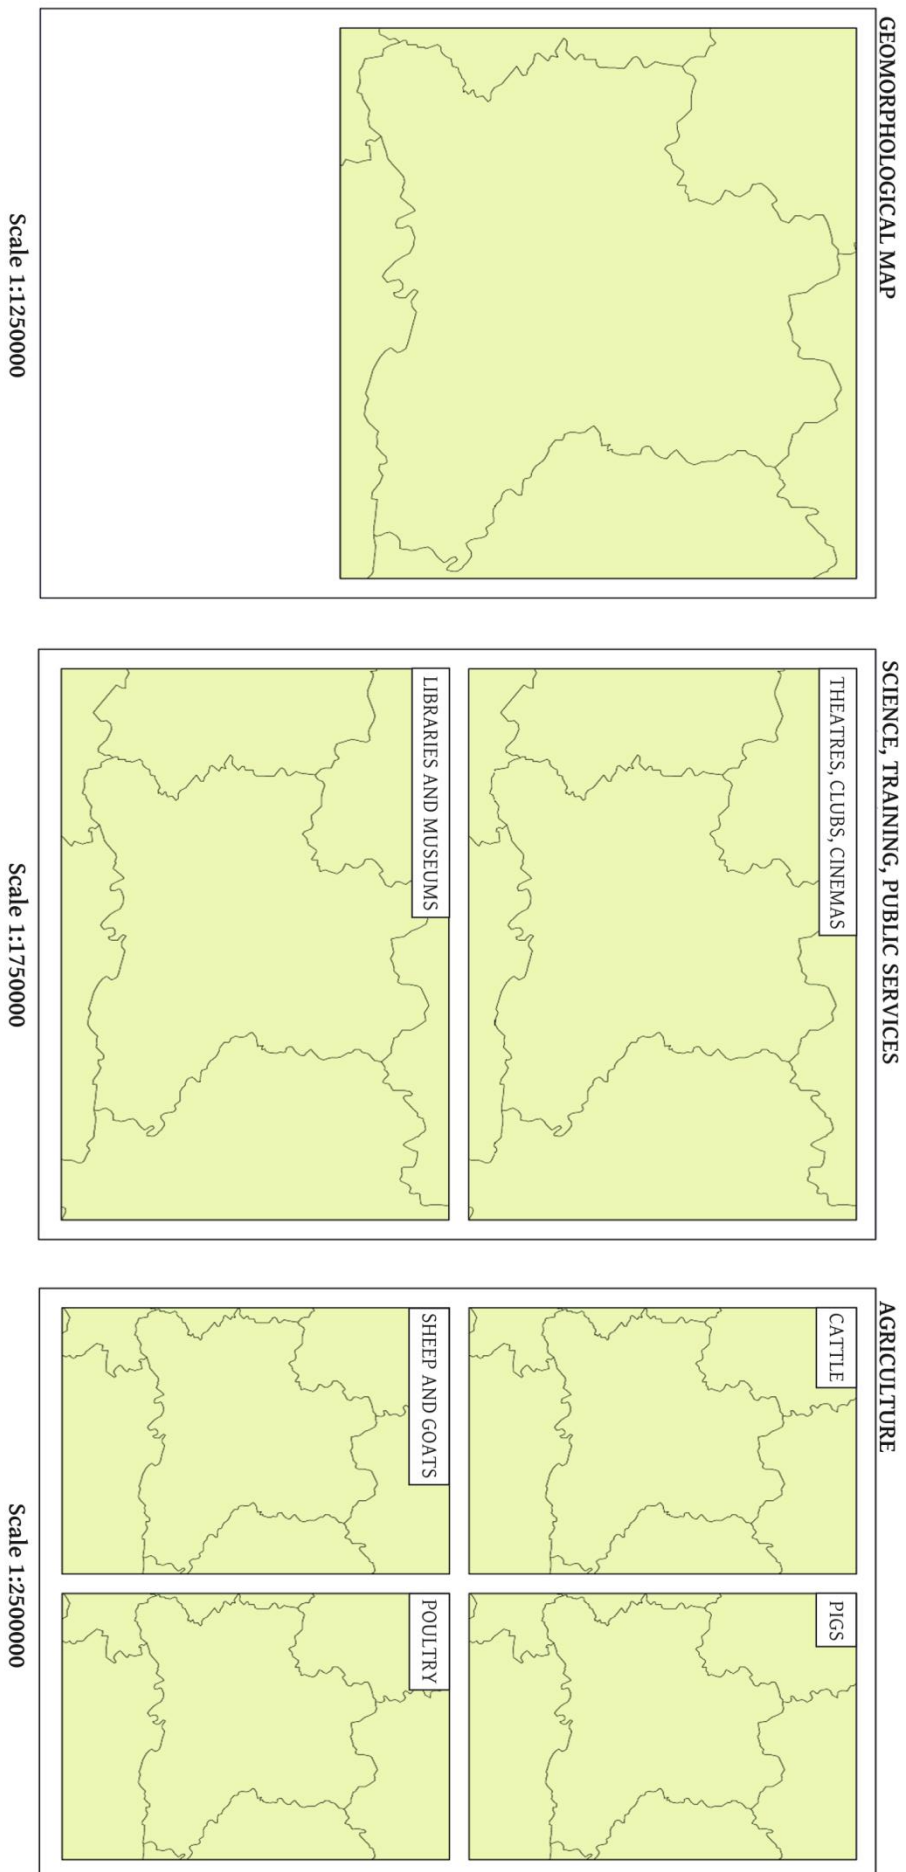 GEOMORPHOLOGICAL MAP
Scale 1:1250000
SCIENCE, TRAINING, PUBLIC SERVICES
THEATRES, CLUBS, CINEMAS
LIBRARIES AND MUSEUMS
Scale 1:1750000
AGRICULTURE
CATTLE
PIGS
SHEEP AND GOATS
POULTRY
Scale 1:2500000